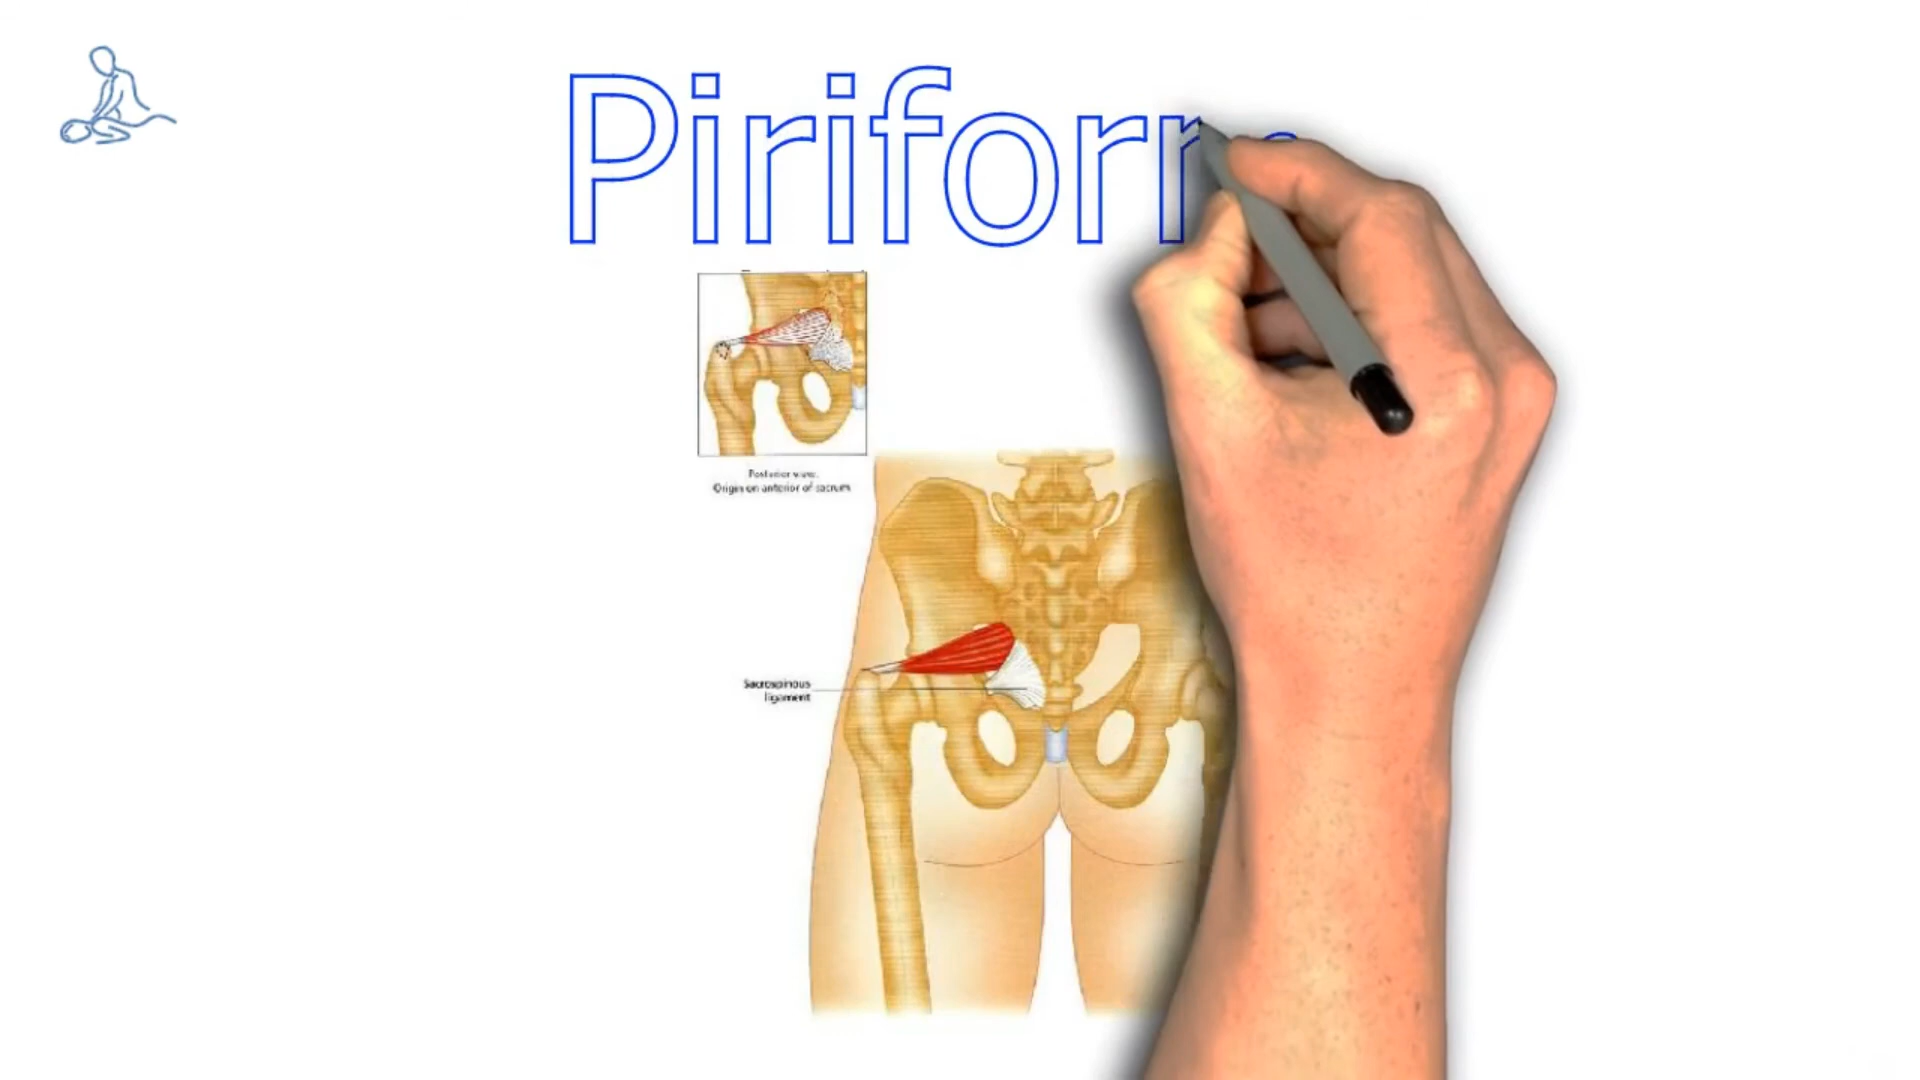 Pirifor
Posterior view.
Origin on anterior of sacrum
Sacrospinous
ligament